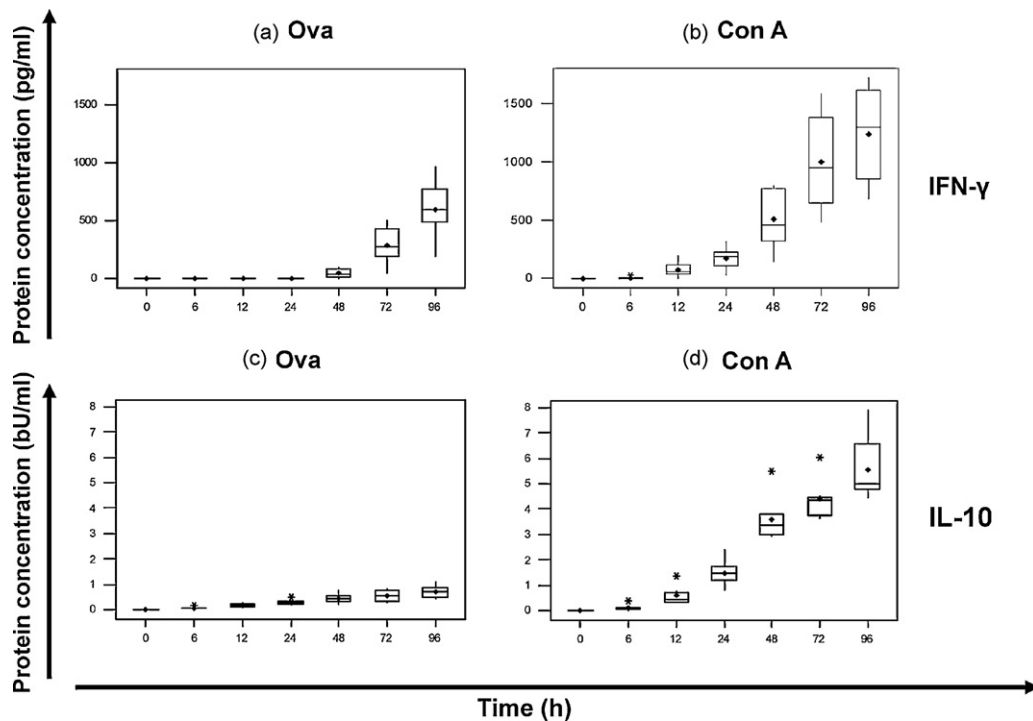 (a) Ova
(b) Con A
Protein concentration (pg/ml)
1500
1000
500
0
0 6 12 24 48 72 96
1500
1000
500
0
0 6 12 24 48 72 96
IFN-γ
(c) Ova
(d) Con A
Protein concentration (bU/ml)
8
7
6
5
4
3
2
1
0
0 6 12 24 48 72 96
8
7
6
5
4
3
2
1
0
0 6 12 24 48 72 96
IL-10
Time (h)